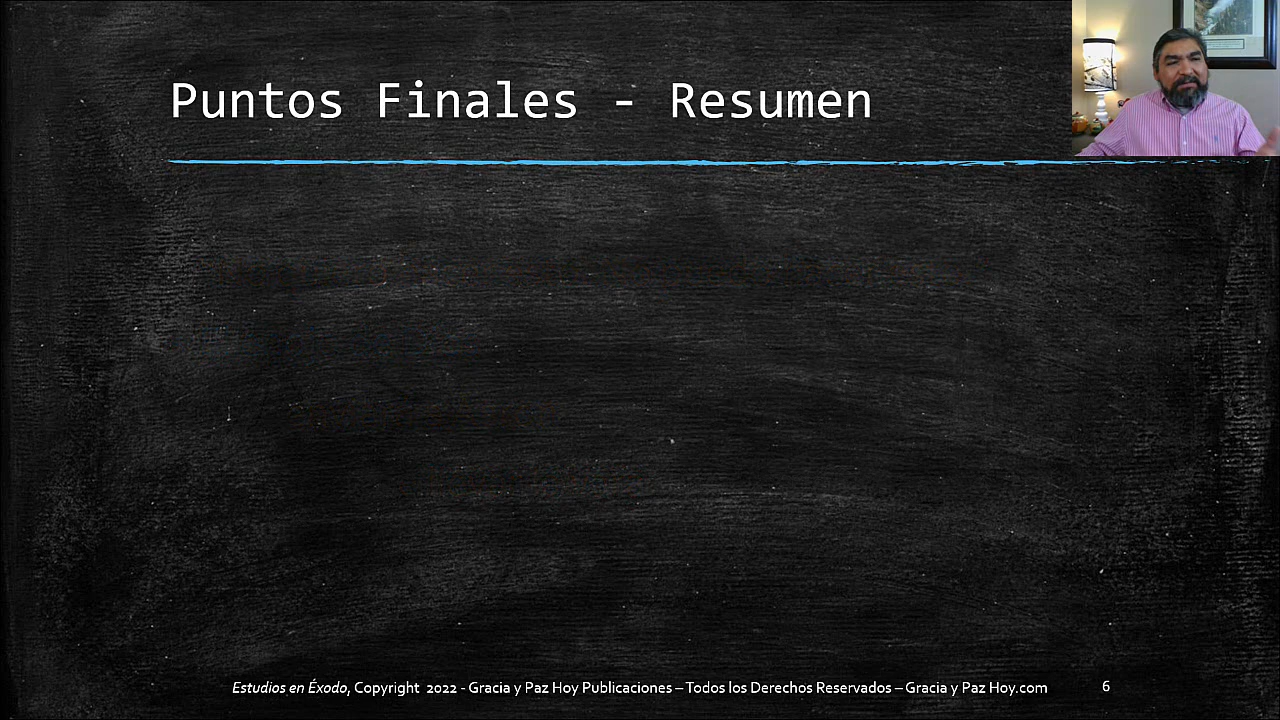 Puntos Finales - Resumen
Estudios en Éxodo, Copyright 2022 - Gracia y Paz Hoy Publicaciones – Todos los Derechos Reservados – Gracia y Paz Hoy.com
6